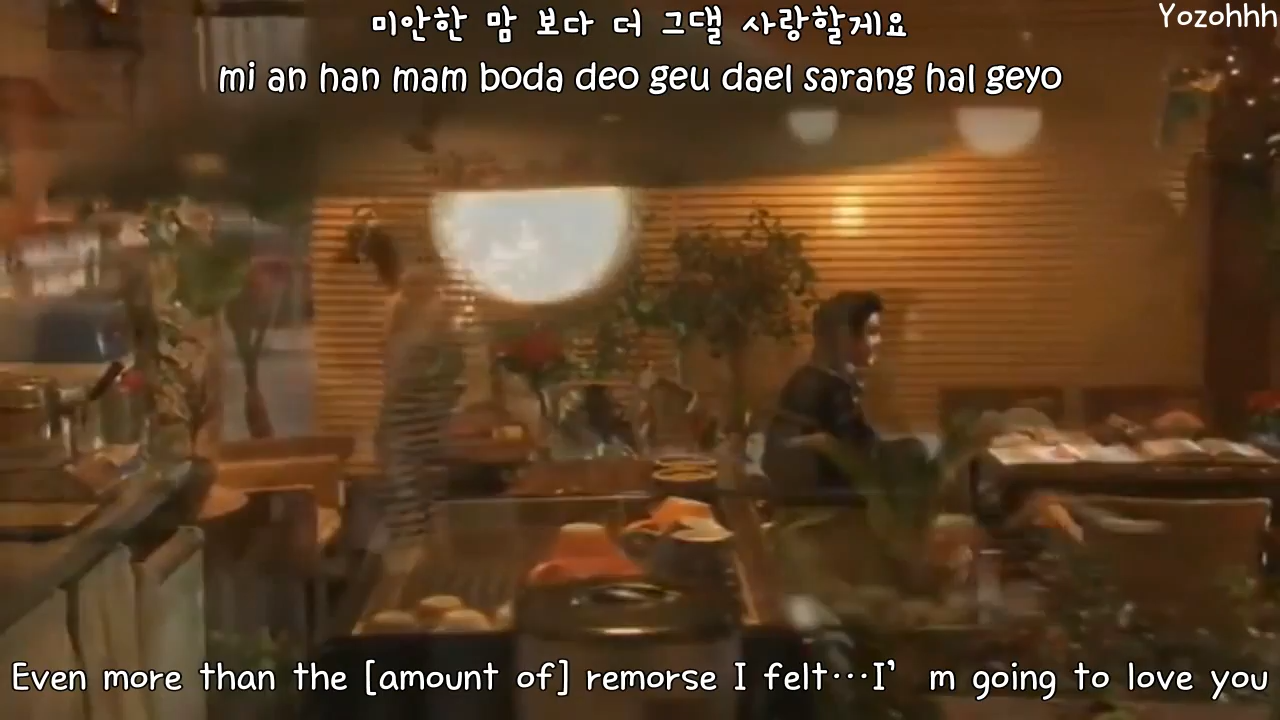 Yozohhh
미안한 맘 보다 더 그댈 사랑할게요
mi an han mam boda deo geu dael sarang hal geyo
Even more than the [amount of] remorse I felt···I’ m going to love you